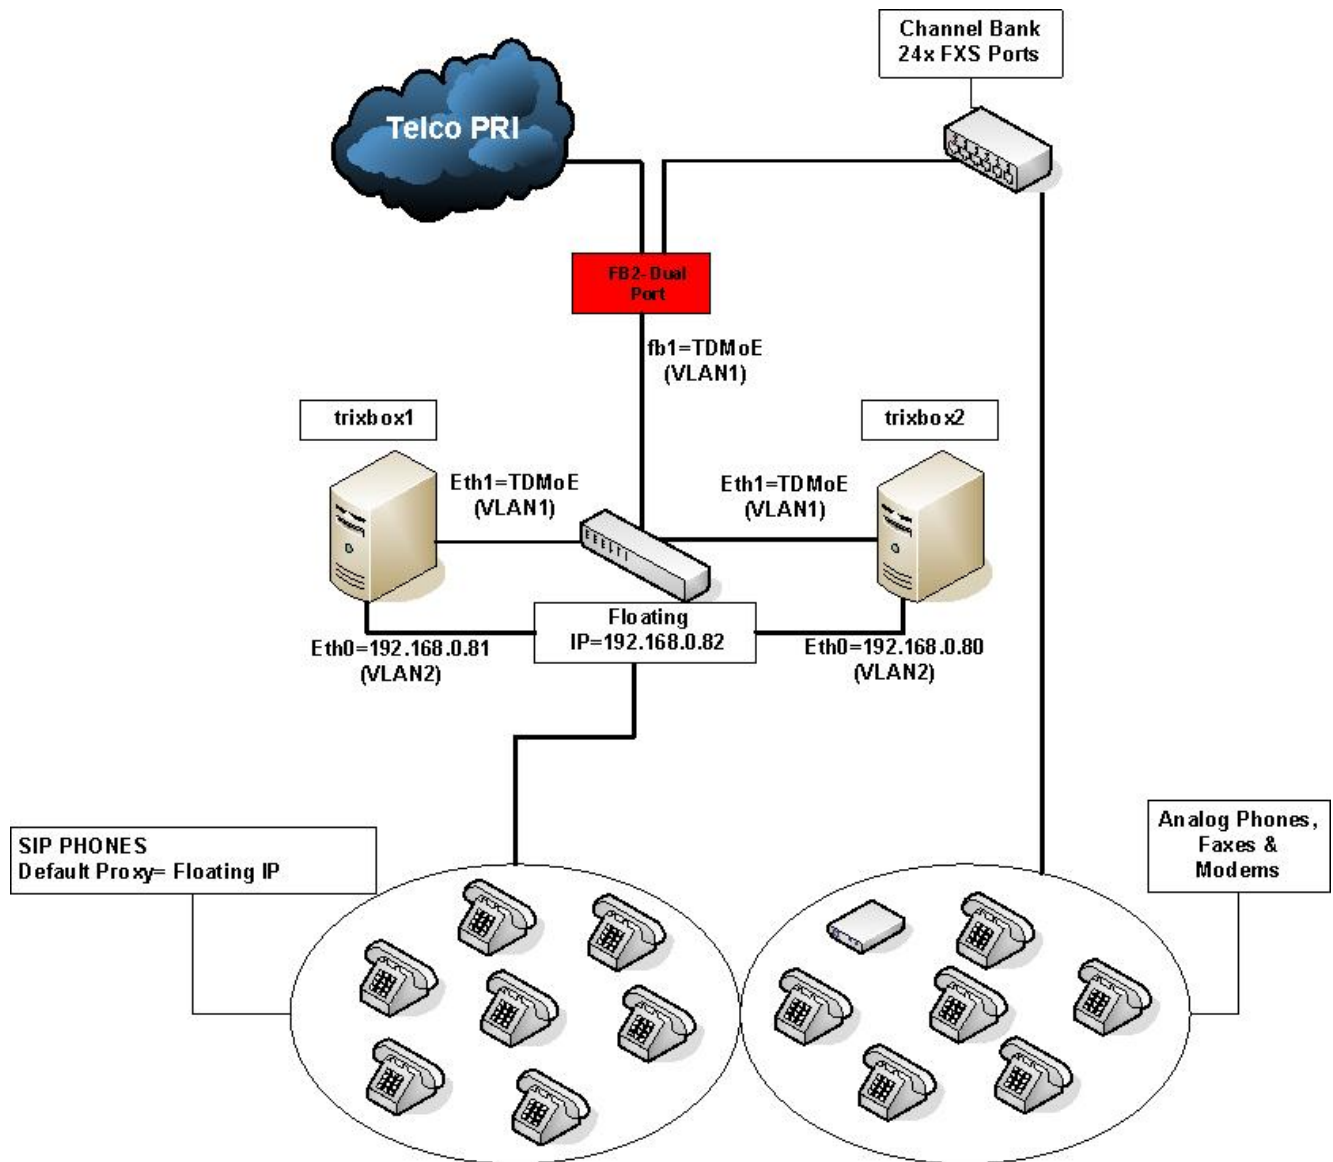 Channel Bank
24x FXS Ports
Telco PRI
FB2-Dual
Port
fb1=TDMoE
(VLAN1)
trixbox1
trixbox2
Eth1=TDMoE
(VLAN1)
Eth1=TDMoE
(VLAN1)
Floating
IP=192.168.0.82
Eth0=192.168.0.81
(VLAN2)
Eth0=192.168.0.80
(VLAN2)
SIP PHONES
Default Proxy= Floating IP
Analog Phones,
Faxes &
Modems